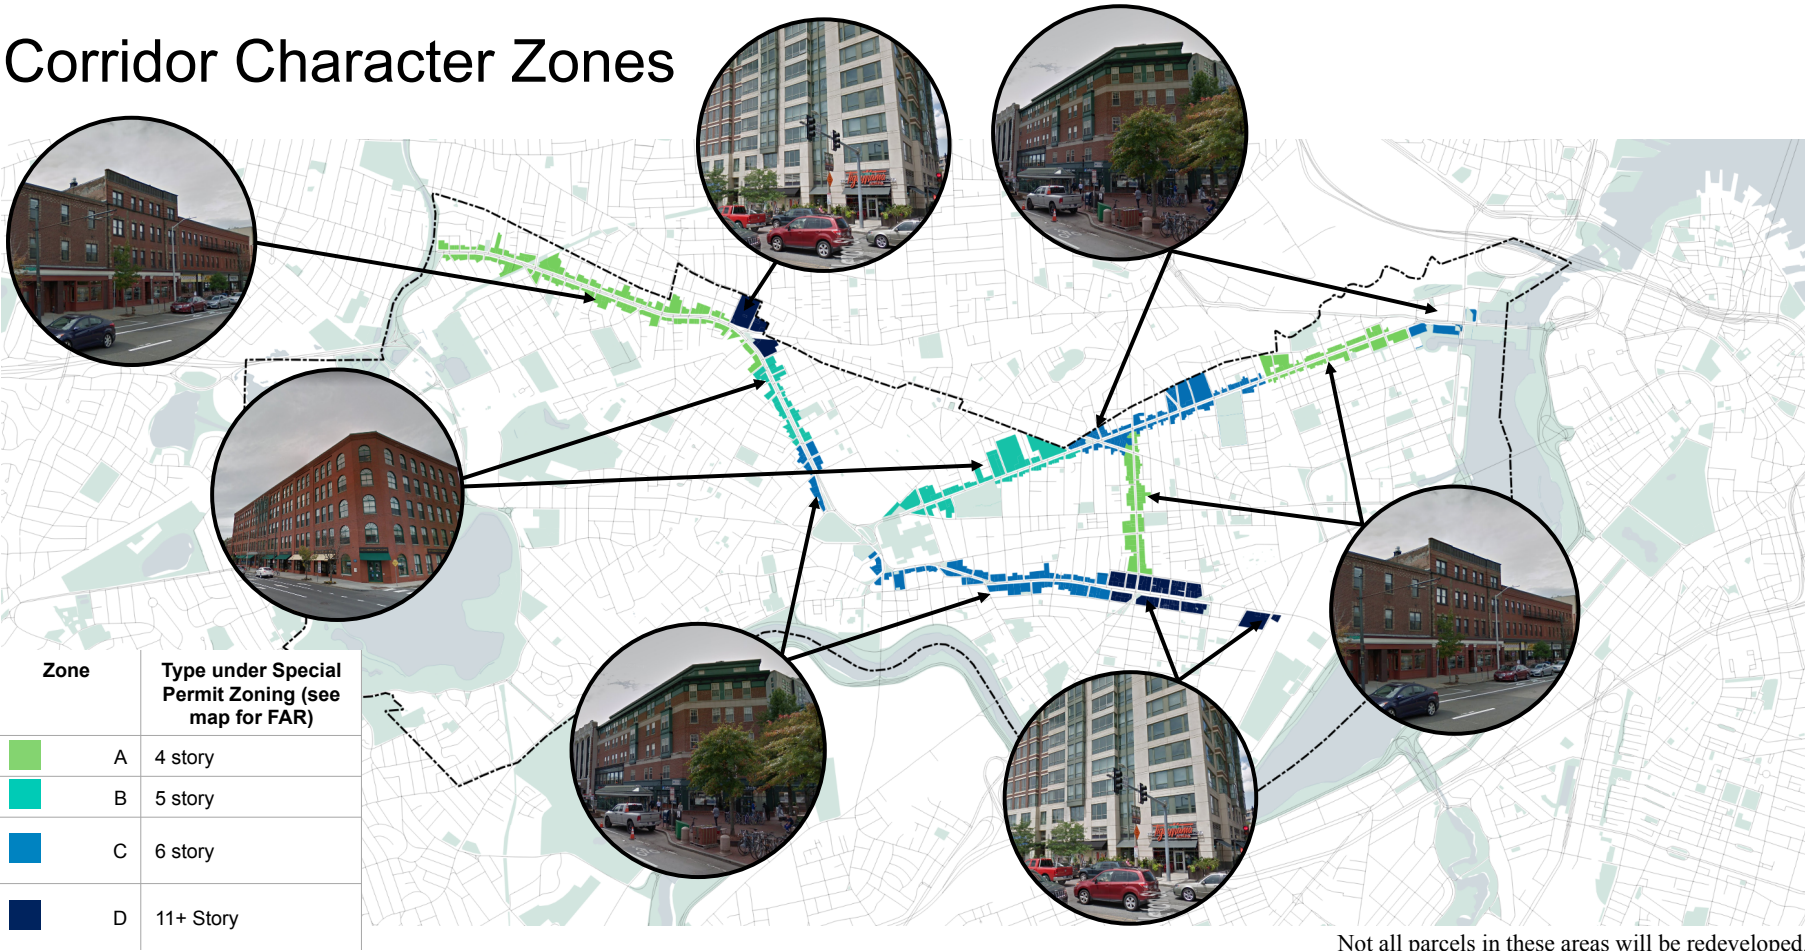 Corridor Character Zones
Zone
Type under Special
Permit Zoning (see
map for FAR)
A
4 story
B
5 story
C
6 story
D
11+ Story
Not all parcels in these areas will be redeveloped